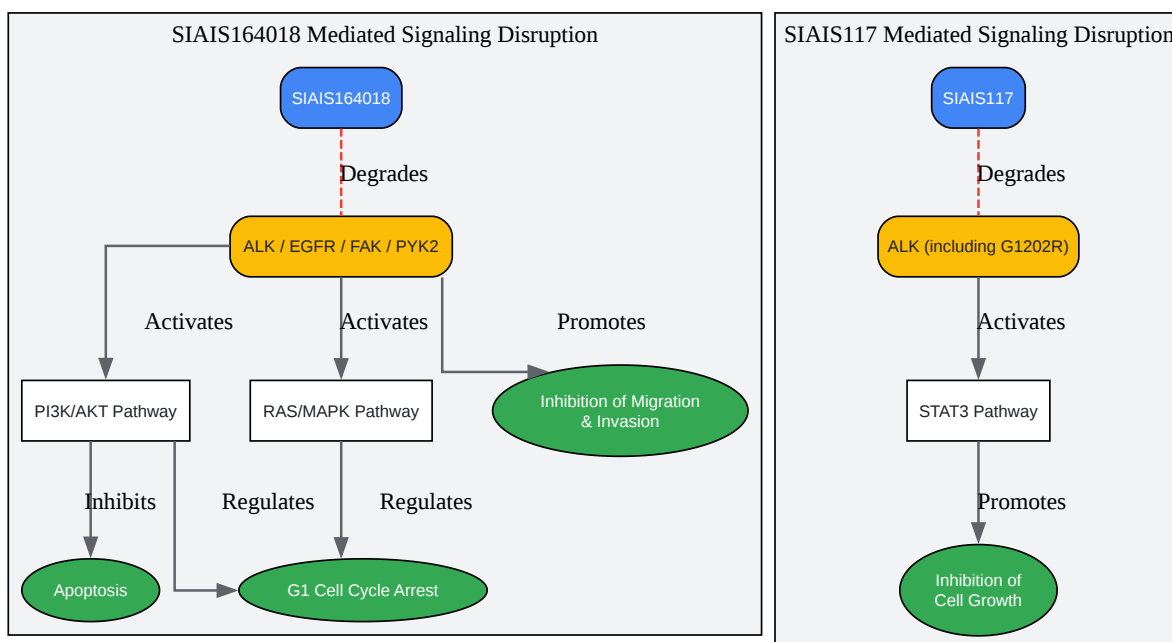 SIAIS164018 Mediated Signaling Disruption
SIAIS164018
Degrades
ALK / EGFR / FAK / PYK2
Activates
Activates
Promotes
PI3K/AKT Pathway
RAS/MAPK Pathway
Inhibition of Migration
& Invasion
Inhibits
Regulates
Regulates
Apoptosis
G1 Cell Cycle Arrest
SIAIS117 Mediated Signaling Disruption
SIAIS117
Degrades
ALK (including G1202R)
Activates
STAT3 Pathway
Promotes
Inhibition of
Cell Growth